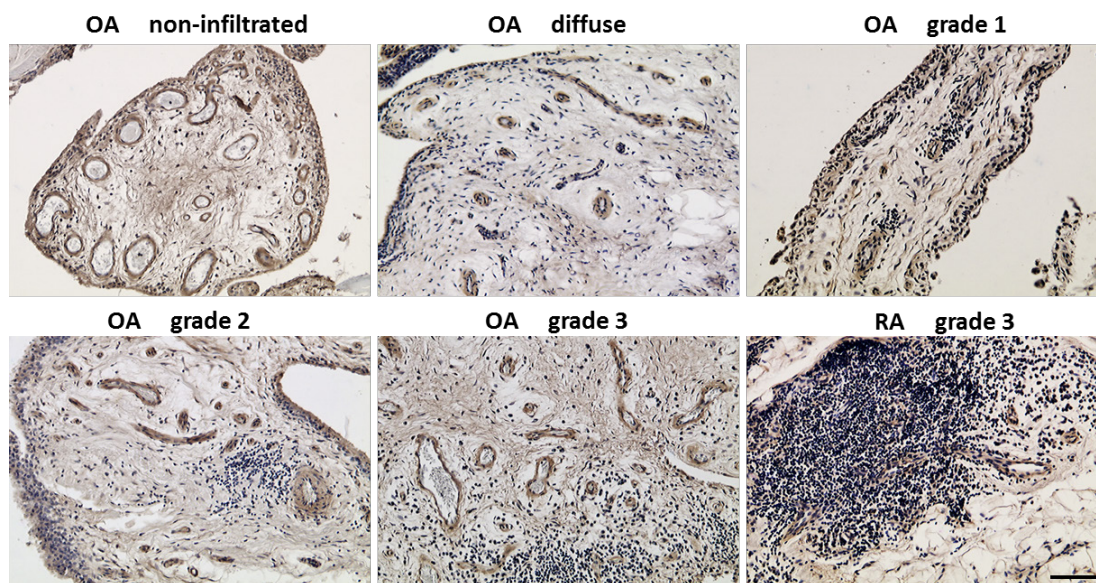 OA non-infiltrated
OA diffuse
OA grade 1
OA grade 2
OA grade 3
RA grade 3